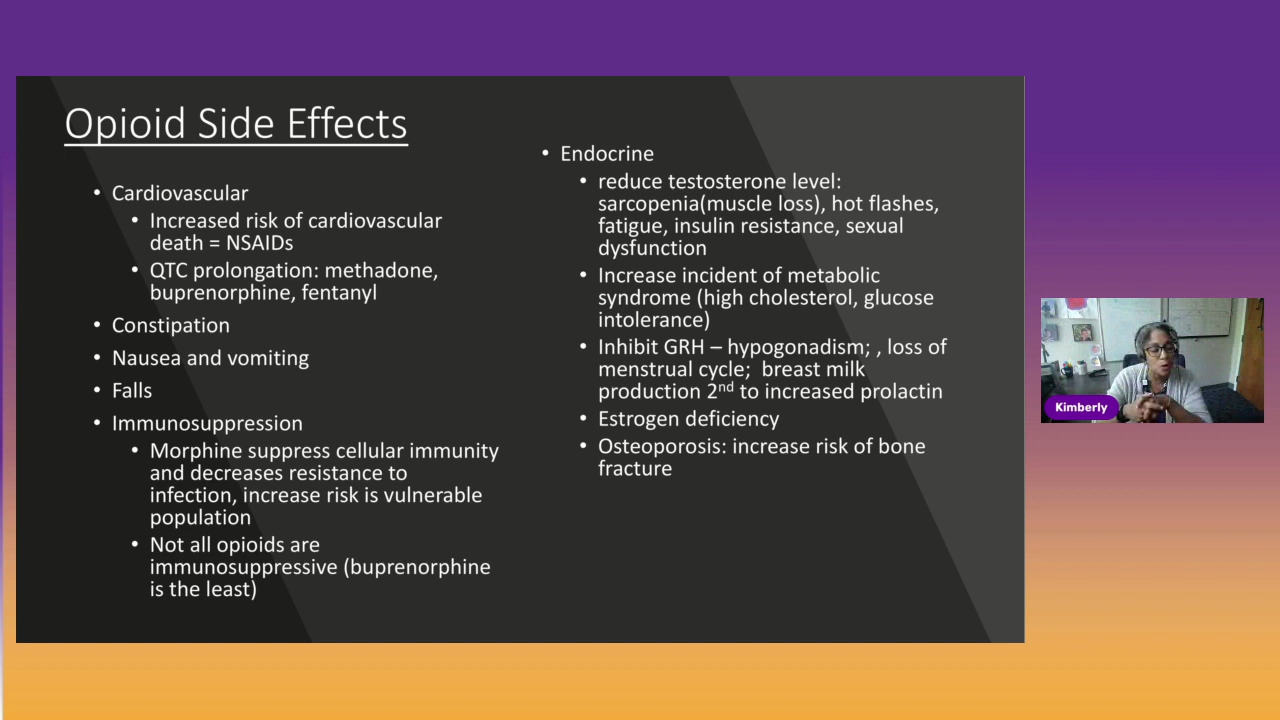 Opioid Side Effects
• Cardiovascular
• Increased risk of cardiovascular
death = NSAIDs
• QTC prolongation: methadone,
buprenorphine, fentanyl
• Constipation
• Nausea and vomiting
• Falls
• Immunosuppression
• Morphine suppress cellular immunity
and decreases resistance to
infection, increase risk is vulnerable
population
• Not all opioids are
immunosuppressive (buprenorphine
is the least)
• Endocrine
• reduce testosterone level:
sarcopenia(muscle loss), hot flashes,
fatigue, insulin resistance, sexual
dysfunction
• Increase incident of metabolic
syndrome (high cholesterol, glucose
intolerance)
• Inhibit GRH – hypogonadism; , loss of
menstrual cycle;  breast milk
production 2nd to increased prolactin
• Estrogen deficiency
• Osteoporosis: increase risk of bone
fracture
Kimberly